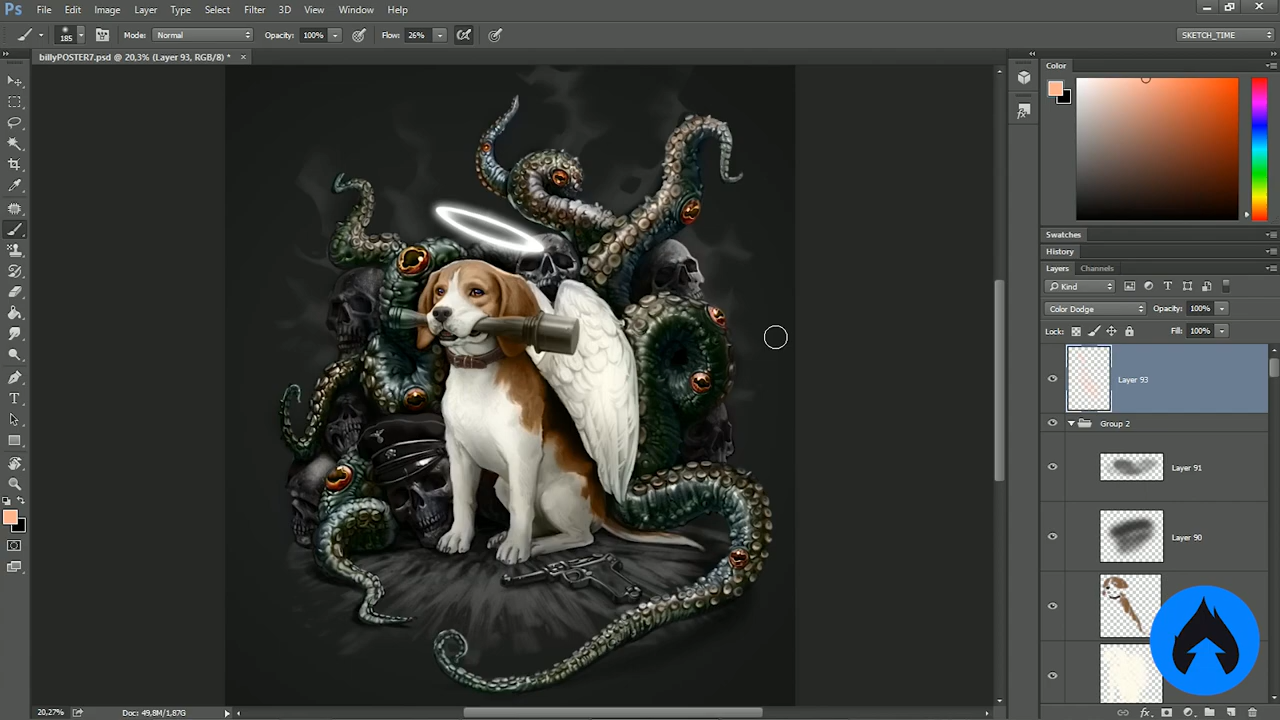 Ps File Edit Image Layer Type Select Filter 3D View Window Help
185 Mode: Normal Opacity: 100% Flow: 26% SKETCH_TIME
billyPOSTER7.psd @ 20,3% (Layer 93, RGB/8) * ×
Color
Swatches
History
Layers Channels
Kind
Color Dodge Opacity: 100%
Lock: Fill: 100%
Layer 93
Group 2
Layer 91
Layer 90
20,27% Doc: 49,8M/1,87G